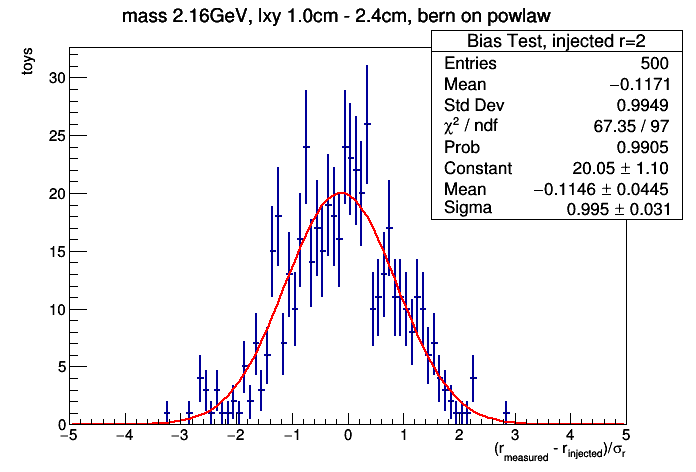 mass 2.16GeV, lxy 1.0cm - 2.4cm, bern on powlaw
Bias Test, injected r=2
Entries 500
Mean −0.1171
Std Dev 0.9949
χ² / ndf 67.35 / 97
Prob 0.9905
Constant 20.05 ± 1.10
Mean −0.1146 ± 0.0445
Sigma 0.995 ± 0.031
toys
30
25
20
15
10
5
0
−5 −4 −3 −2 −1 0 1 2 3 4 5
(r_measured - r_injected)/σ_r